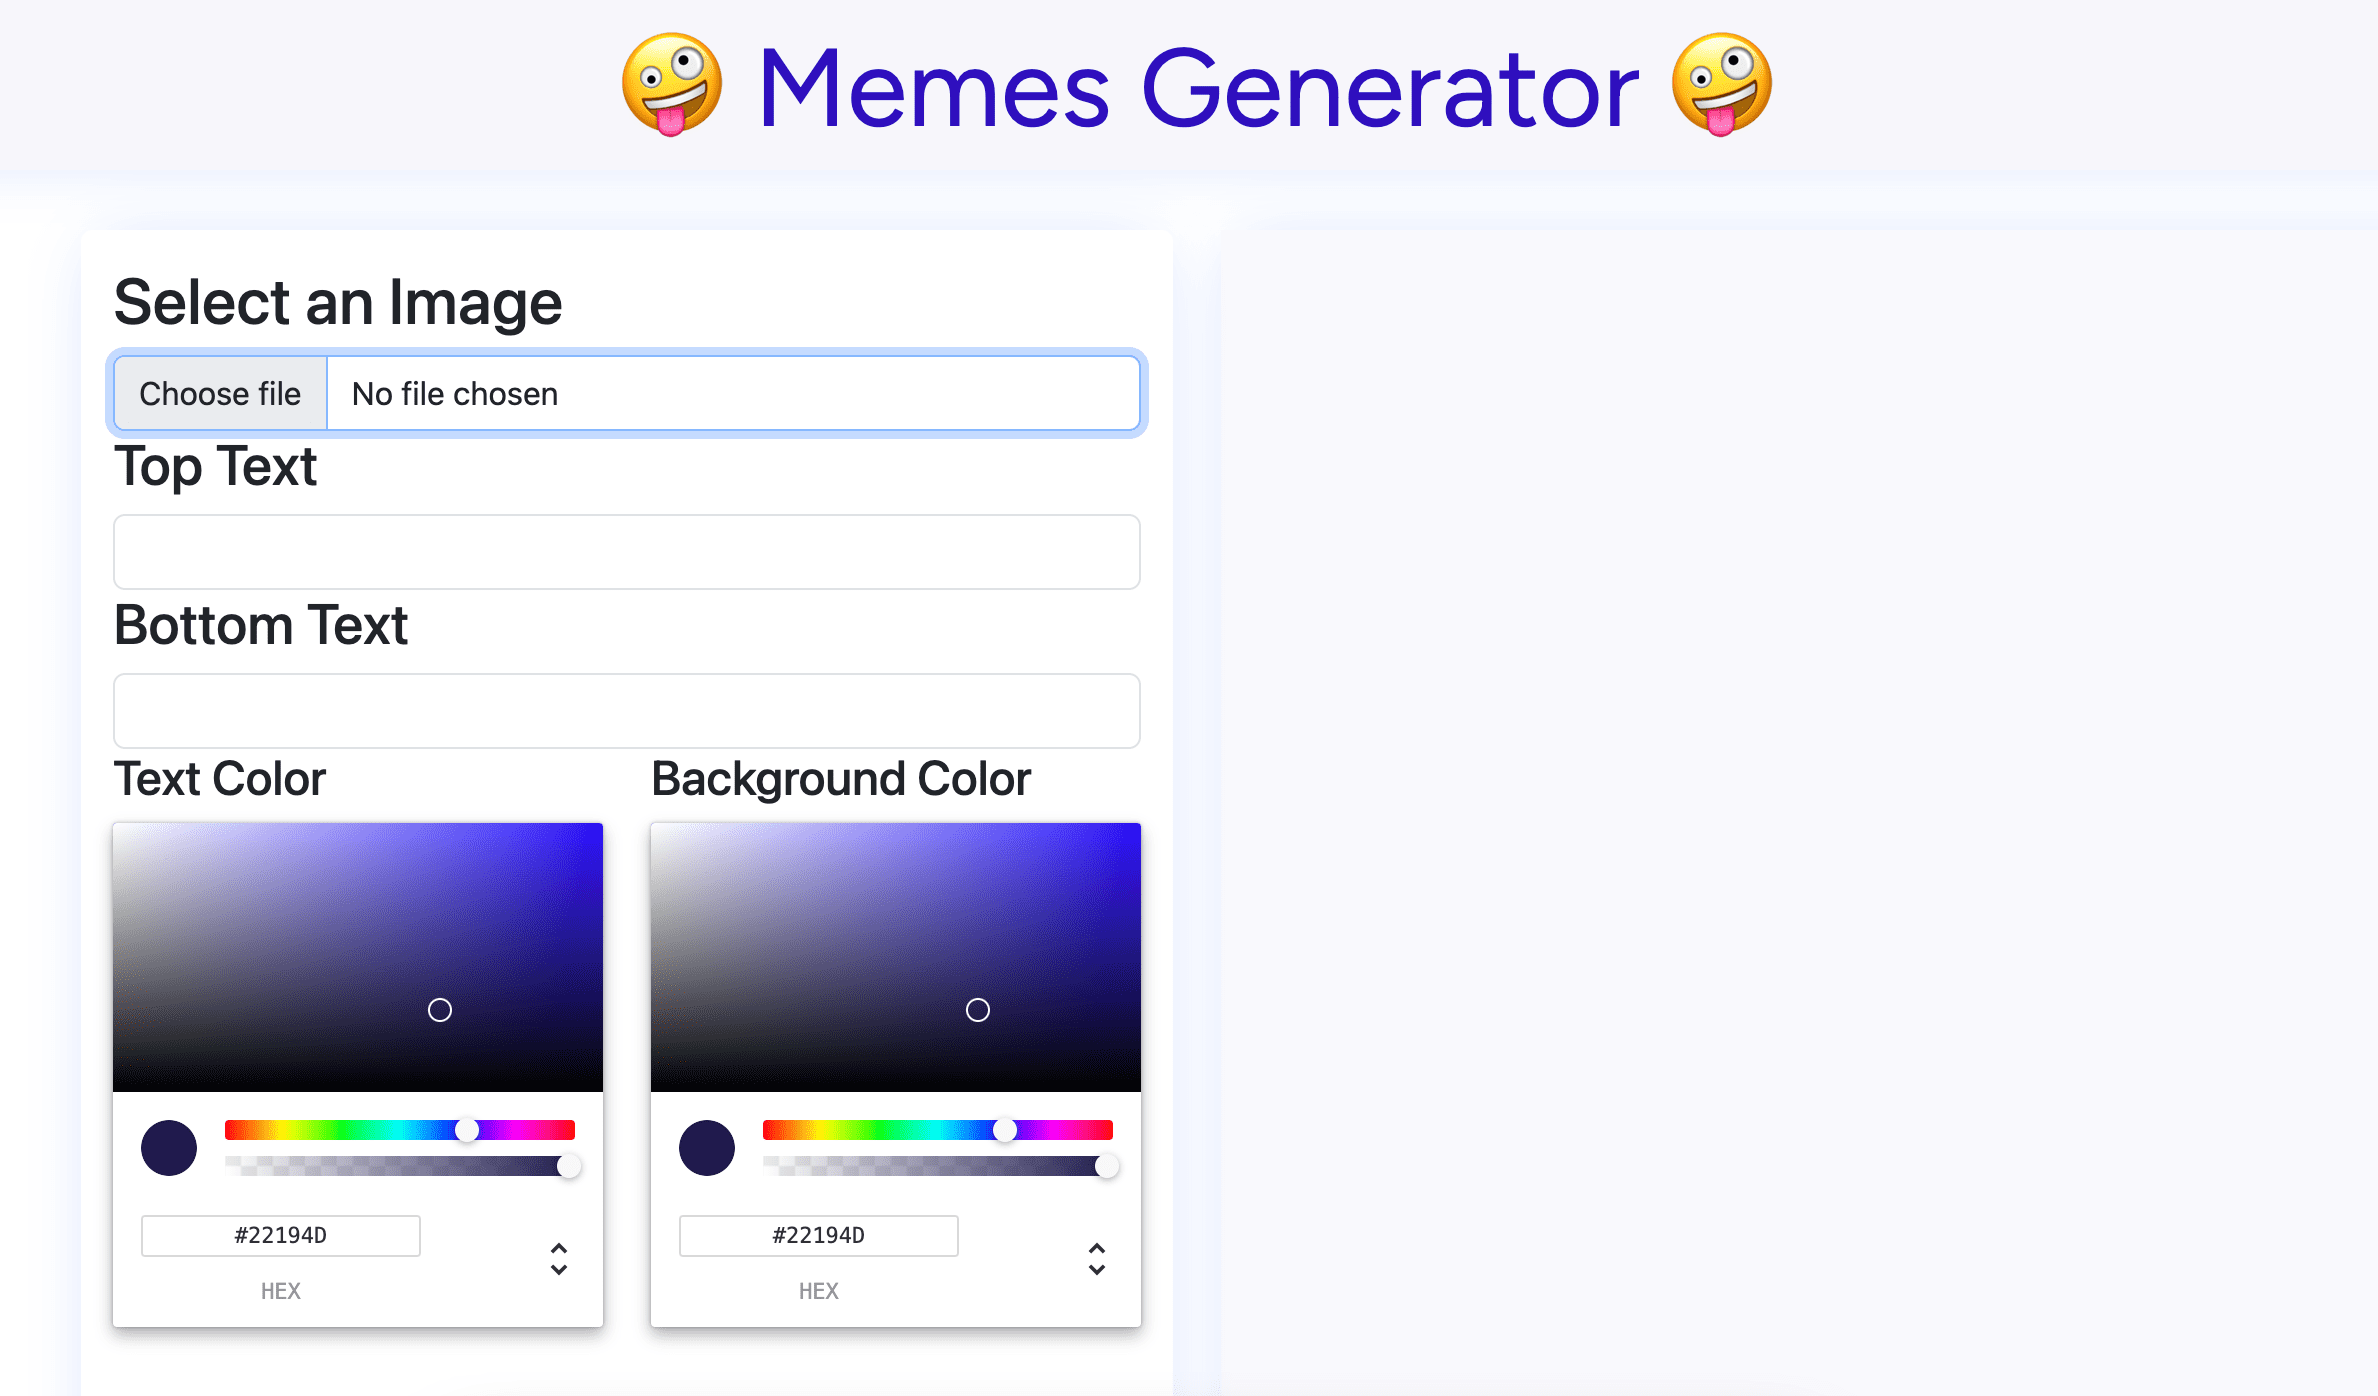 🤪 Memes Generator 🤪
Select an Image
Choose file No file chosen
Top Text
Bottom Text
Text Color Background Color
#22194D #22194D
HEX HEX